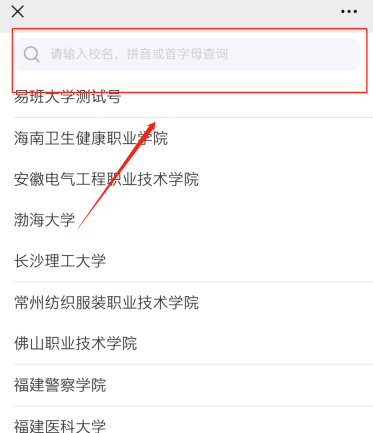 请输入校名、拼音或首字母查询
易班大学测试号
海南卫生健康职业学院
安徽电气工程职业技术学院
渤海大学
长沙理工大学
常州纺织服装职业技术学院
佛山职业技术学院
福建警察学院
福建医科大学